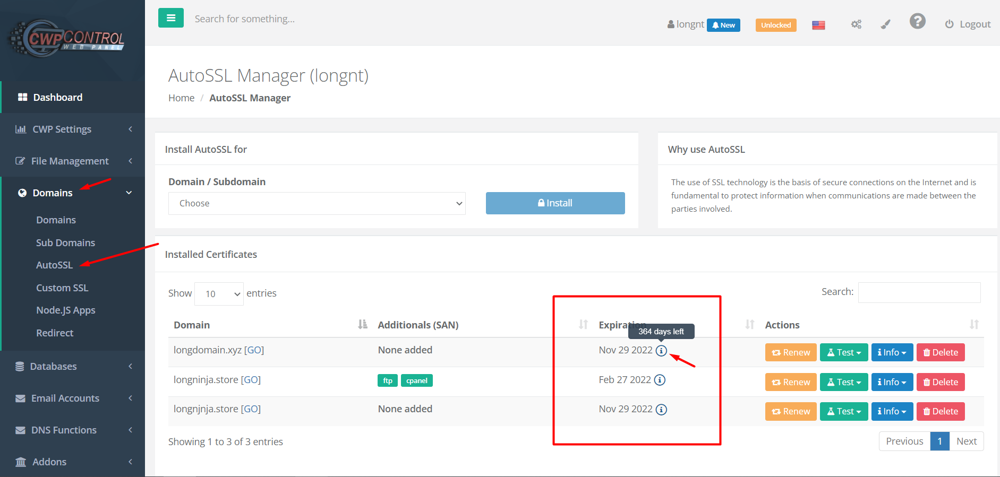 CWP CONTROL
WEB PANEL
Search for something...
longnt
New
Unlocked
Logout
AutoSSL Manager (longnt)
Home / AutoSSL Manager
Dashboard
CWP Settings
File Management
Domains
Domains
Sub Domains
AutoSSL
Custom SSL
Node.JS Apps
Redirect
Databases
Email Accounts
DNS Functions
Addons
Install AutoSSL for
Domain / Subdomain
Choose
Install
Why use AutoSSL
The use of SSL technology is the basis of secure connections on the Internet and is
fundamental to protect information when communications are made between the
parties involved.
Installed Certificates
Show 10 entries
Search:
Domain Additionals (SAN) Expiration Actions
364 days left
longdomain.xyz [GO] None added Nov 29 2022 Renew Test Info Delete
longninja.store [GO] ftp cpanel Feb 27 2022 Renew Test Info Delete
longnjnja.store [GO] None added Nov 29 2022 Renew Test Info Delete
Showing 1 to 3 of 3 entries
Previous 1 Next